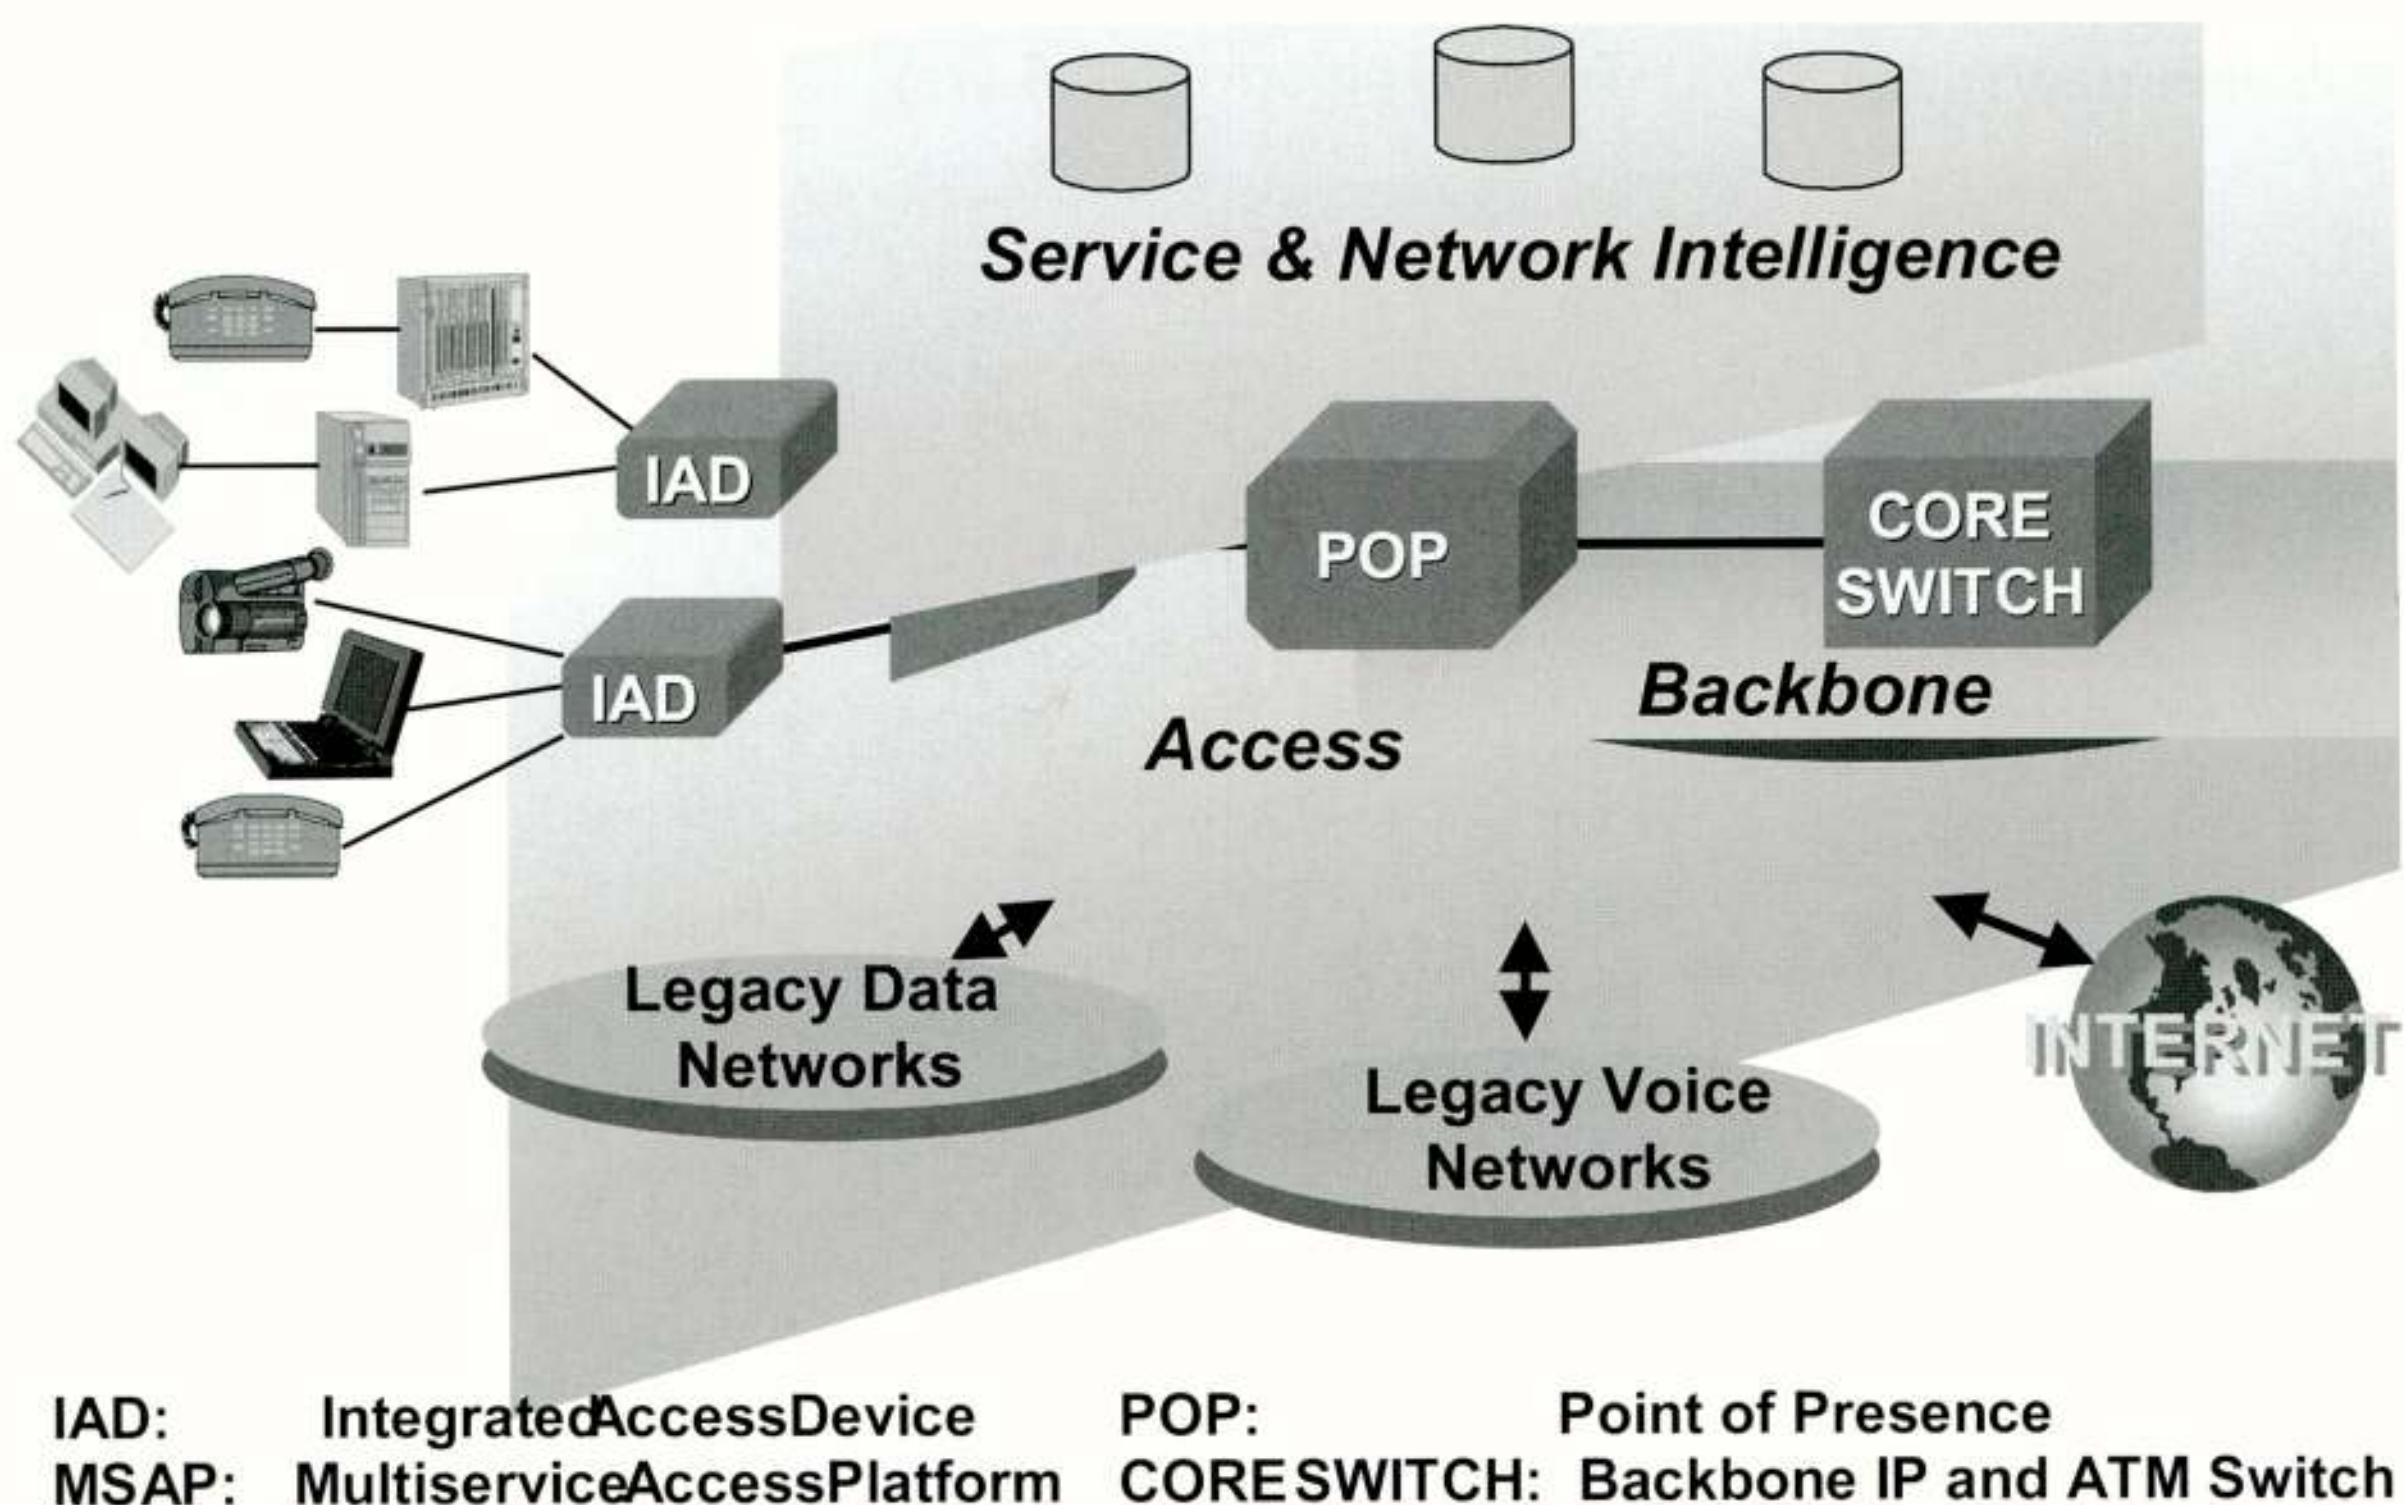 Service & Network Intelligence
IAD
POP
CORE
SWITCH
IAD
Backbone
Access
Legacy Data
Networks
INTERNET
Legacy Voice
Networks
IAD: IntegratedAccessDevice POP: Point of Presence
MSAP: MultiserviceAccessPlatform CORESWITCH: Backbone IP and ATM Switch